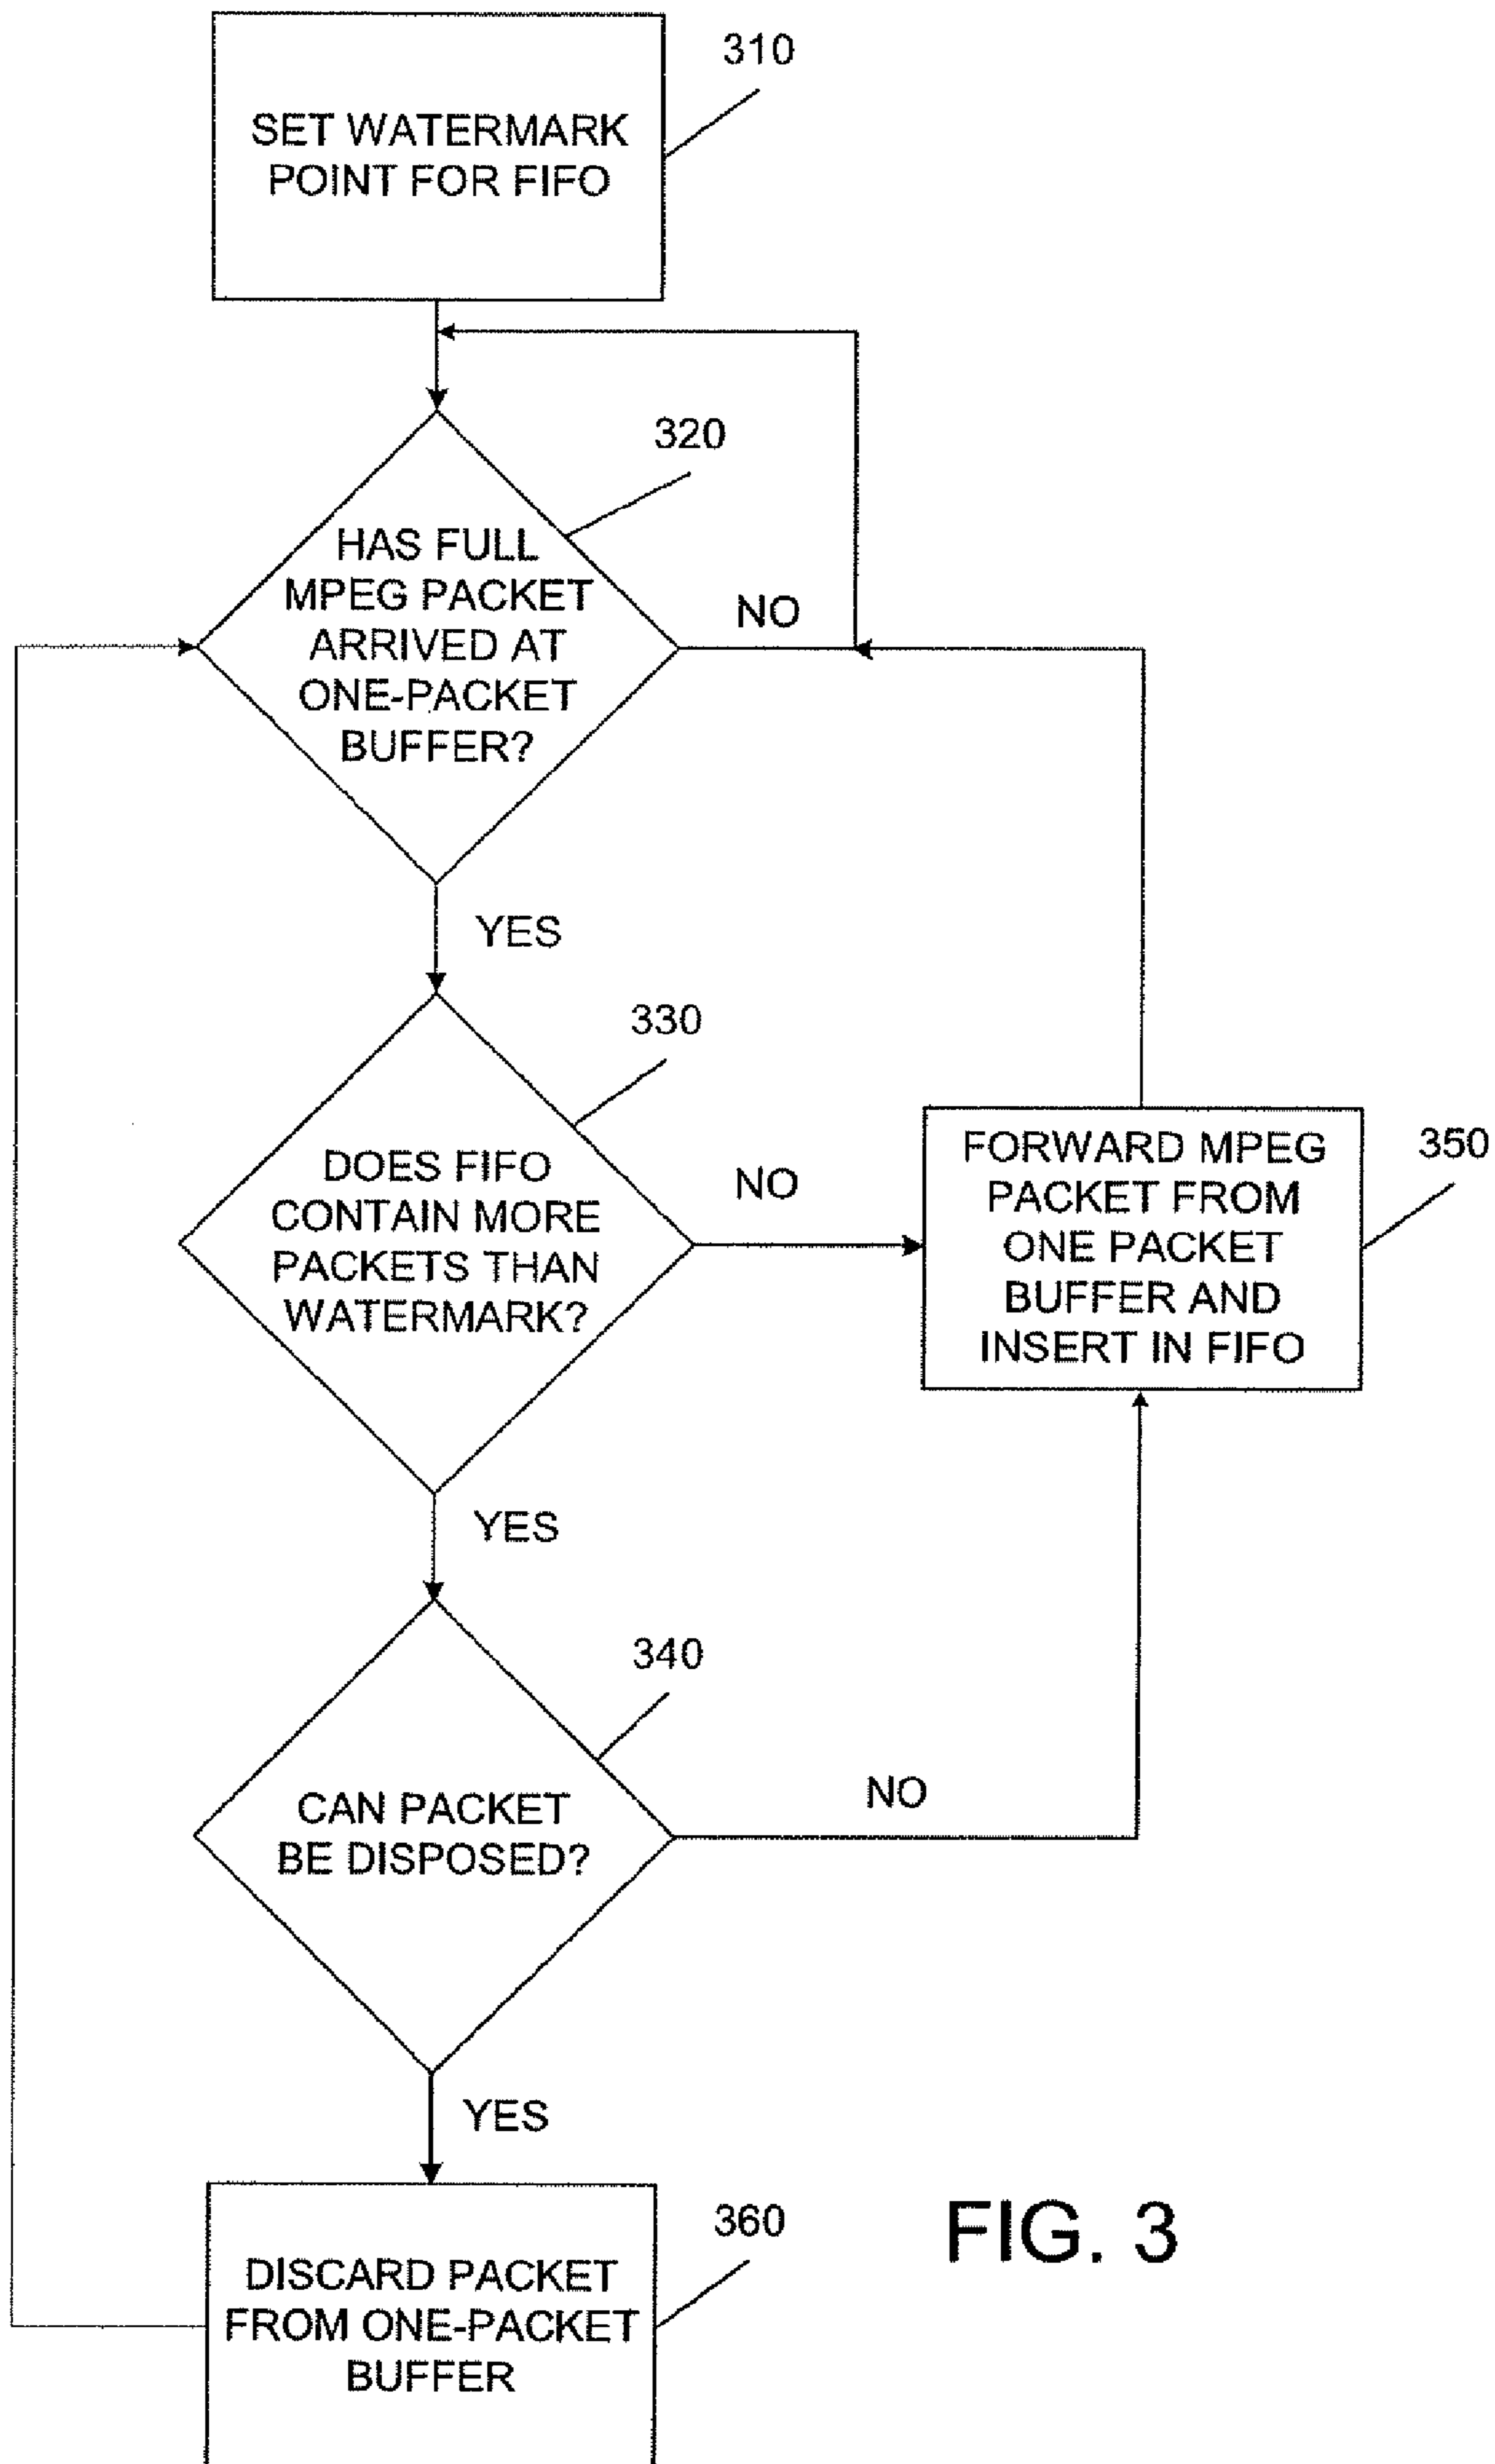 310
SET WATERMARK
POINT FOR FIFO
320
HAS FULL
MPEG PACKET
ARRIVED AT
ONE-PACKET
BUFFER?
NO
YES
330
DOES FIFO
CONTAIN MORE
PACKETS THAN
WATERMARK?
NO
FORWARD MPEG
PACKET FROM
ONE PACKET
BUFFER AND
INSERT IN FIFO
350
YES
340
CAN PACKET
BE DISPOSED?
NO
YES
360
DISCARD PACKET
FROM ONE-PACKET
BUFFER
FIG. 3